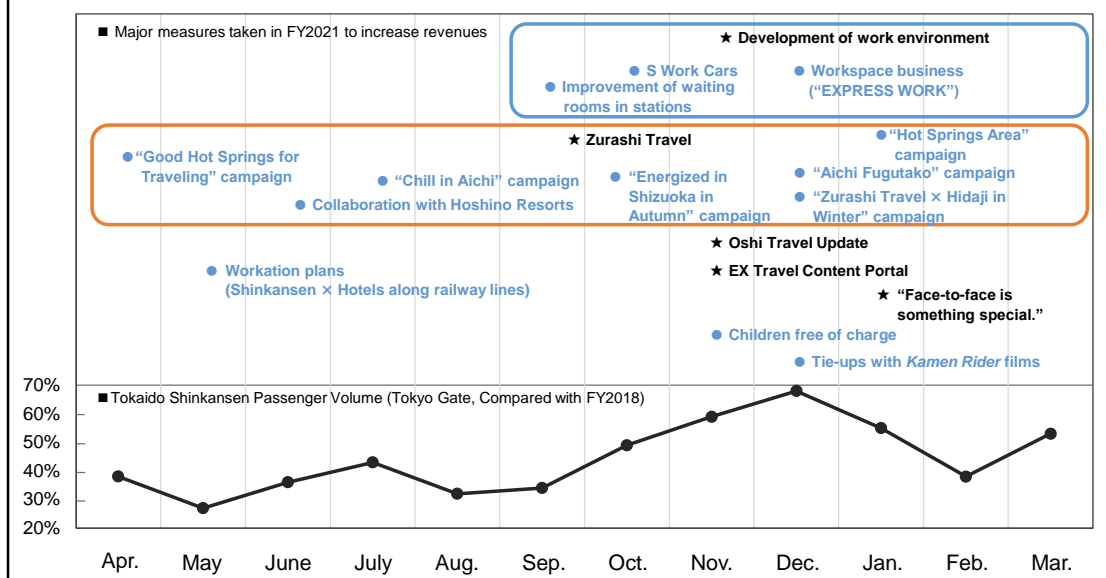 ■ Major measures taken in FY2021 to increase revenues
★ Development of work environment
● S Work Cars
● Workspace business
(“EXPRESS WORK”)
● Improvement of waiting
rooms in stations
★ Zurashi Travel
● “Hot Springs Area”
campaign
● “Good Hot Springs for
Traveling” campaign
● “Chill in Aichi” campaign
● “Energized in
Shizuoka in
Autumn” campaign
● “Aichi Fugutako” campaign
● Collaboration with Hoshino Resorts
● “Zurashi Travel × Hidaji in
Winter” campaign
★ Oshi Travel Update
● Workation plans
(Shinkansen × Hotels along railway lines)
★ EX Travel Content Portal
★ “Face-to-face is
something special.”
● Children free of charge
● Tie-ups with Kamen Rider films
■ Tokaido Shinkansen Passenger Volume (Tokyo Gate, Compared with FY2018)
70%
60%
50%
40%
30%
20%
Apr. May June July Aug. Sep. Oct. Nov. Dec. Jan. Feb. Mar.